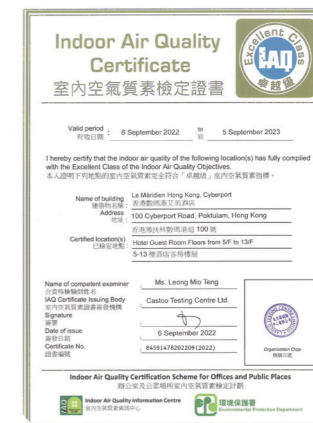 Indoor Air Quality
Certificate
室內空氣質素檢定證書
Excellent Class
IAQ
卓越級
Valid period : 6 September 2022 to 5 September 2023
有效日期 到
I hereby certify that the indoor air quality of the following location(s) has fully complied
with the Excellent Class of the Indoor Air Quality Objectives.
本人證明下列地點的室內空氣質素完全符合「卓越級」室內空氣質素指標。
Name of building Le Méridien Hong Kong, Cyberport
建築物名稱 : 香港數碼港艾美酒店
Address 100 Cyberport Road, Pokfulam, Hong Kong
地址 : 香港薄扶林數碼港道 100 號
Certified location(s) Hotel Guest Room Floors from 5/F to 13/F
已檢定地點 : 5-13 樓酒店客房樓層
Name of competent examiner : Ms. Leong Mio Teng
合資格檢驗師姓名
IAQ Certificate Issuing Body : Castco Testing Centre Ltd.
室內空氣質素證書簽發機構
Signature :
簽署
Date of issue : 6 September 2022
簽發日期
Certificate No. : 84591478202209(2022)
證書編號
Organisation Chop
機構印鑑
Indoor Air Quality Certification Scheme for Offices and Public Places
辦公室及公眾場所室內空氣質素檢定計劃
IAQ Indoor Air Quality Information Centre
室內空氣質素資訊中心
環境保護署
Environmental Protection Department